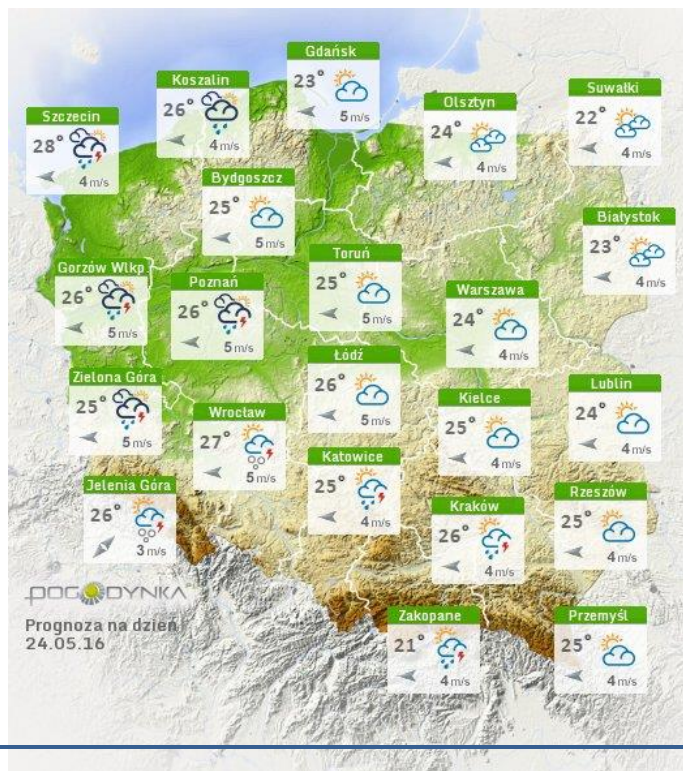 Gdańsk
23°
5 m/s
Koszalin
26°
4 m/s
Szczecin
28°
4 m/s
Olsztyn
24°
4 m/s
Suwałki
22°
4 m/s
Bydgoszcz
25°
5 m/s
Białystok
23°
4 m/s
Gorzów Wlkp
26°
5 m/s
Poznań
26°
5 m/s
Toruń
25°
5 m/s
Warszawa
24°
4 m/s
Łódź
26°
5 m/s
Zielona Góra
25°
5 m/s
Wrocław
27°
5 m/s
Kielce
25°
4 m/s
Lublin
24°
4 m/s
Katowice
25°
4 m/s
Jelenia Góra
26°
3 m/s
Kraków
26°
4 m/s
Rzeszów
25°
4 m/s
Zakopane
21°
4 m/s
Przemyśl
25°
4 m/s
POGODYNKA
Prognoza na dzień
24.05.16